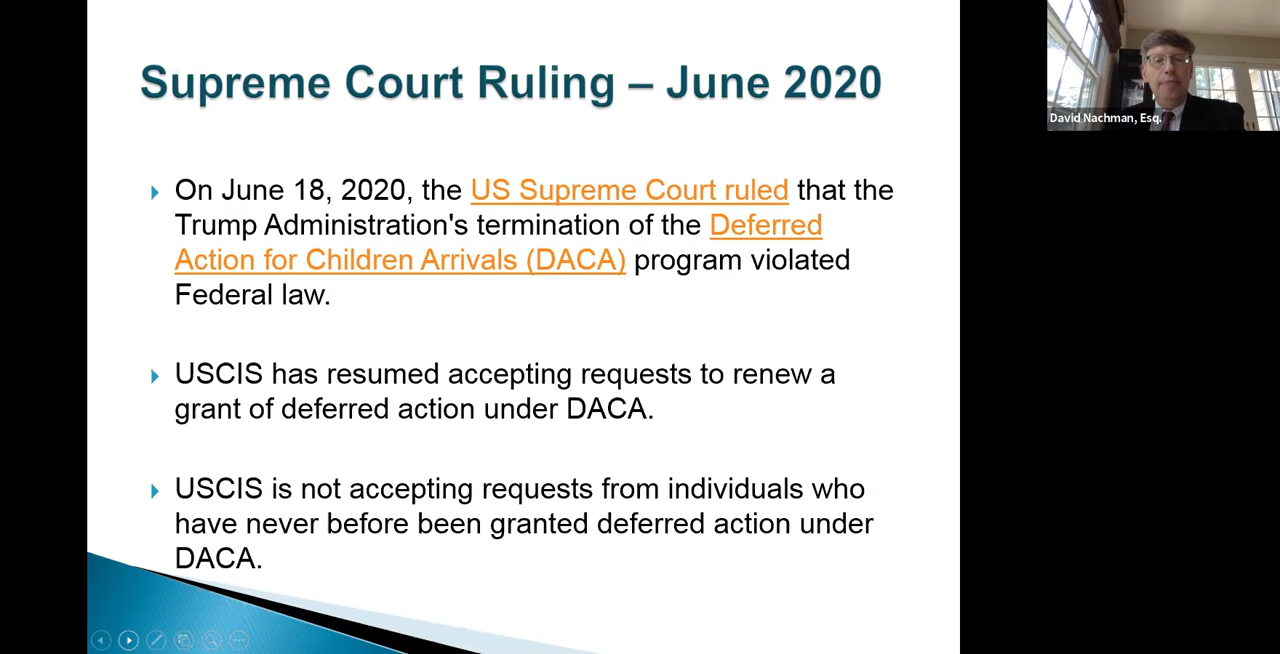 Supreme Court Ruling – June 2020
On June 18, 2020, the US Supreme Court ruled that the
Trump Administration's termination of the Deferred
Action for Children Arrivals (DACA) program violated
Federal law.
USCIS has resumed accepting requests to renew a
grant of deferred action under DACA.
USCIS is not accepting requests from individuals who
have never before been granted deferred action under
DACA.
David Nachman, Esq.